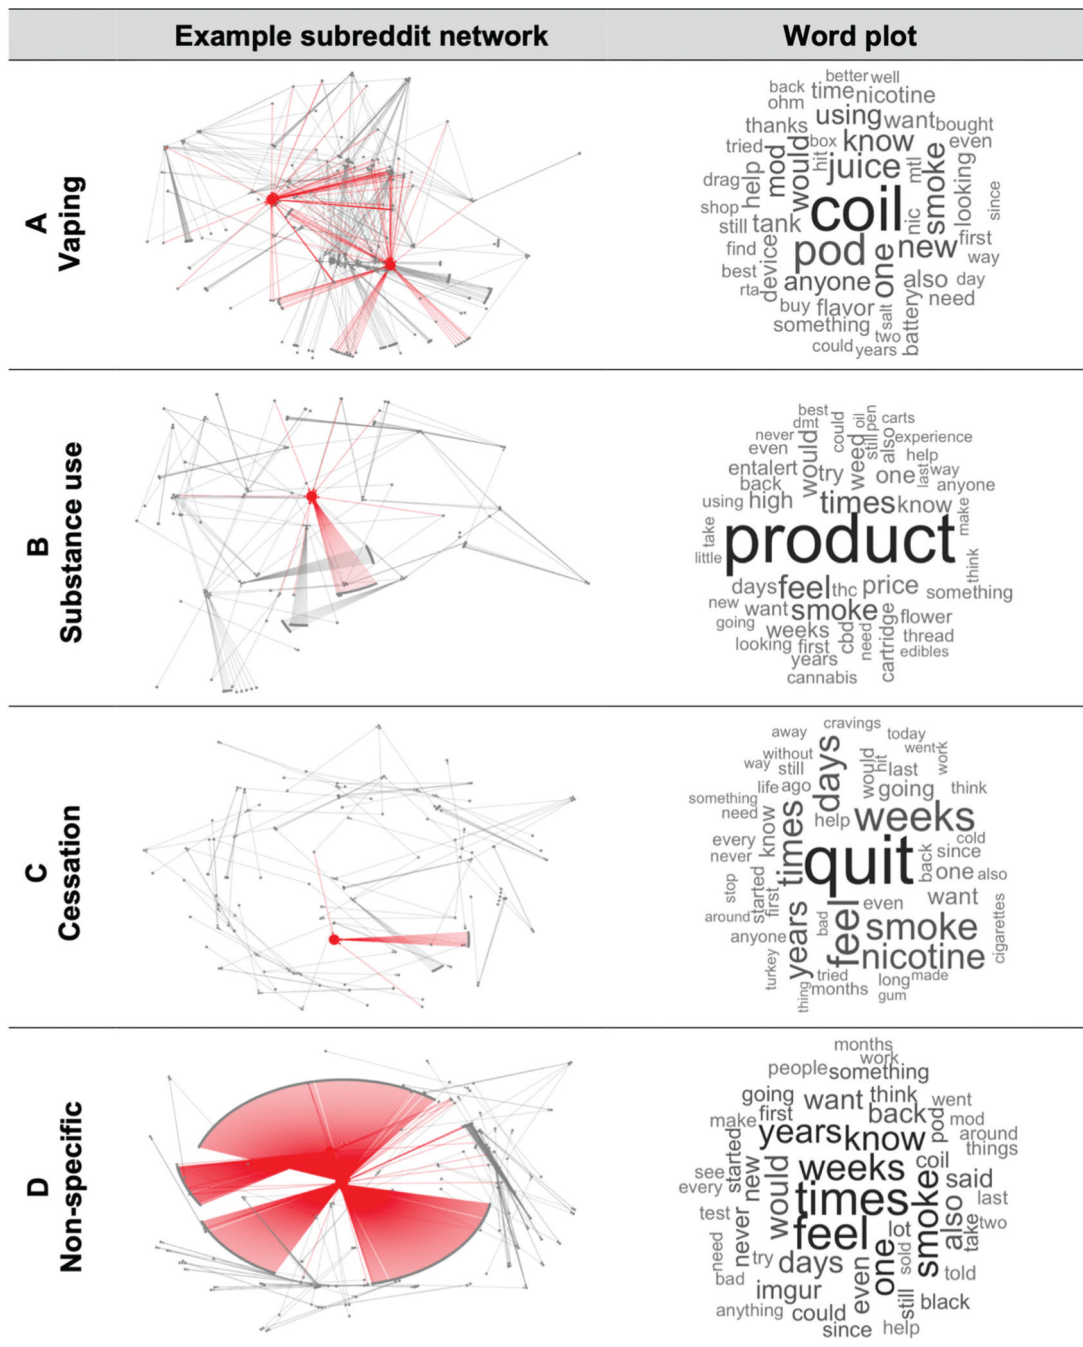 Example subreddit network Word plot
A
Vaping
better well
back time nicotine
ohm
using want bought
thanks box know even
tried mod would hit juice mtl smoke looking
drag help
shop coil nic since
still tank
find pod one new first
way
best device
rta anyone also day
buy flavor salt battery need
something two
could years
B
Substance use
best
dmt could oil pen carts
never would weed still also experience
even help
entalert try one last way
back anyone
using high times know make
take product
little think
days feel thc price something
new want smoke flower
going weeks cbd need cartridge thread
looking first edibles
years
cannabis
C
Cessation
cravings
away days today
without would hit went work
way still last
life ago going think
something times
need know help weeks
every quit cold
never back since
stop started first one also
even want
around years bad feel smoke cigarettes
anyone nicotine
turkey tried long made
thing months gum
D
Non-specific
months
work
people something
going want think went
make first back pod mod
years know around
things
see started new would weeks coil said
every times smoke last
test never feel lot also take two
need try days one sold told
bad imgur even still black
anything could
since help